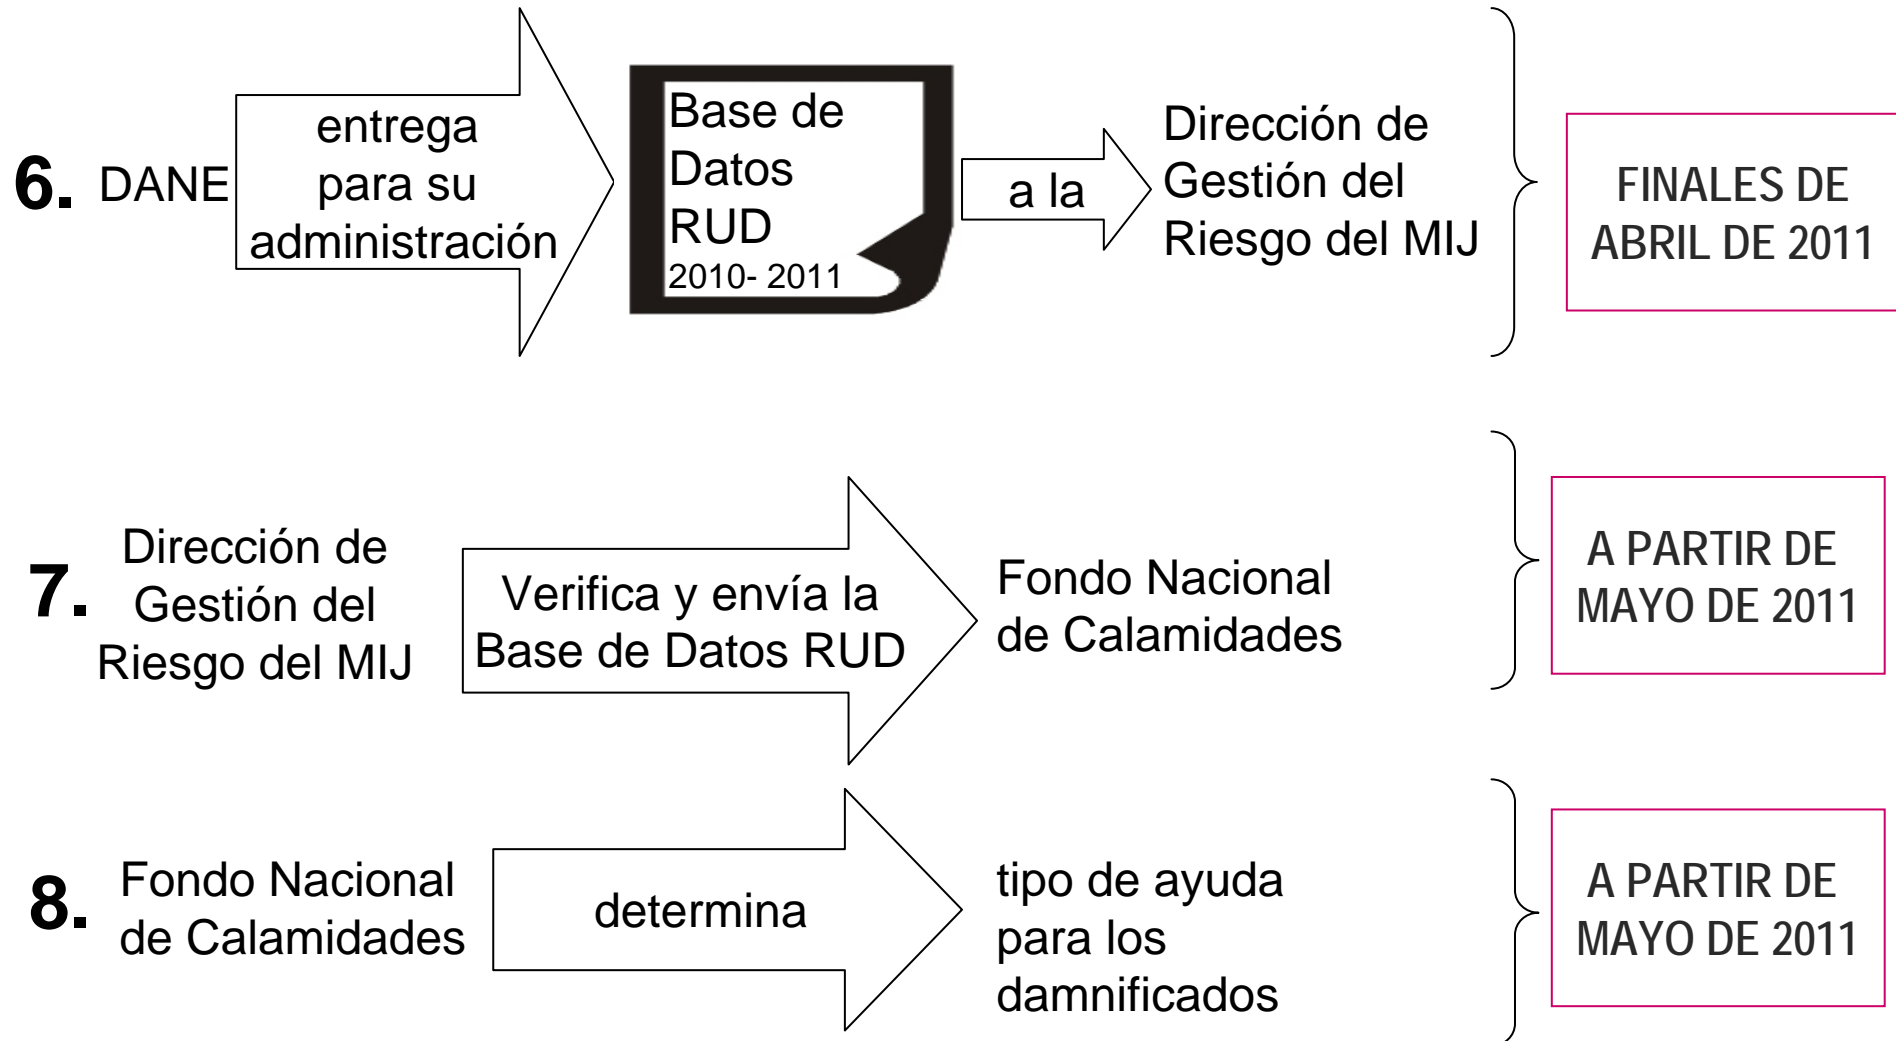 6. DANE
entrega
para su
administración
Base de
Datos
RUD
2010- 2011
a la
Dirección de
Gestión del
Riesgo del MIJ
FINALES DE
ABRIL DE 2011
7.
Dirección de
Gestión del
Riesgo del MIJ
Verifica y envía la
Base de Datos RUD
Fondo Nacional
de Calamidades
A PARTIR DE
MAYO DE 2011
8.
Fondo Nacional
de Calamidades
determina
tipo de ayuda
para los
damnificados
A PARTIR DE
MAYO DE 2011